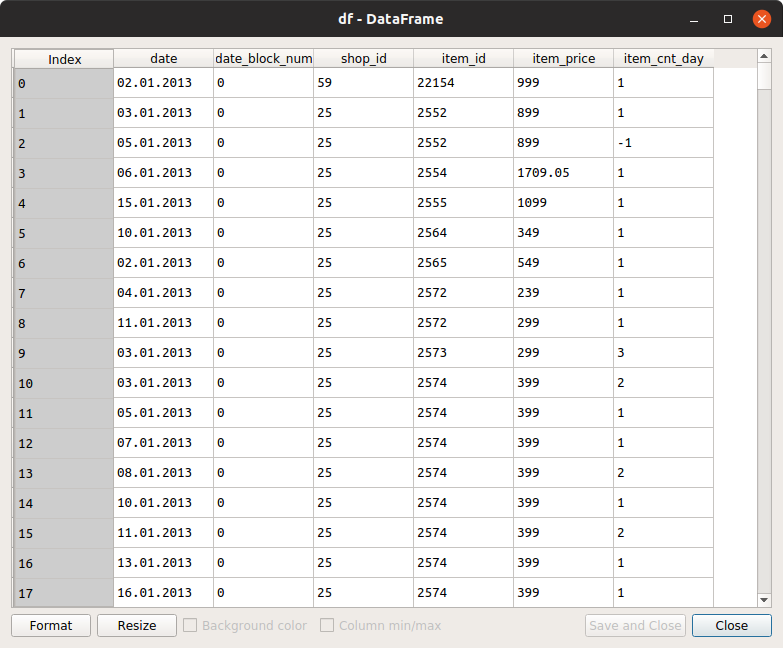 df - DataFrame
Index date date_block_num shop_id item_id item_price item_cnt_day
0 02.01.2013 0 59 22154 999 1
1 03.01.2013 0 25 2552 899 1
2 05.01.2013 0 25 2552 899 -1
3 06.01.2013 0 25 2554 1709.05 1
4 15.01.2013 0 25 2555 1099 1
5 10.01.2013 0 25 2564 349 1
6 02.01.2013 0 25 2565 549 1
7 04.01.2013 0 25 2572 239 1
8 11.01.2013 0 25 2572 299 1
9 03.01.2013 0 25 2573 299 3
10 03.01.2013 0 25 2574 399 2
11 05.01.2013 0 25 2574 399 1
12 07.01.2013 0 25 2574 399 1
13 08.01.2013 0 25 2574 399 2
14 10.01.2013 0 25 2574 399 1
15 11.01.2013 0 25 2574 399 2
16 13.01.2013 0 25 2574 399 1
17 16.01.2013 0 25 2574 399 1
Format Resize Background color Column min/max Save and Close Close